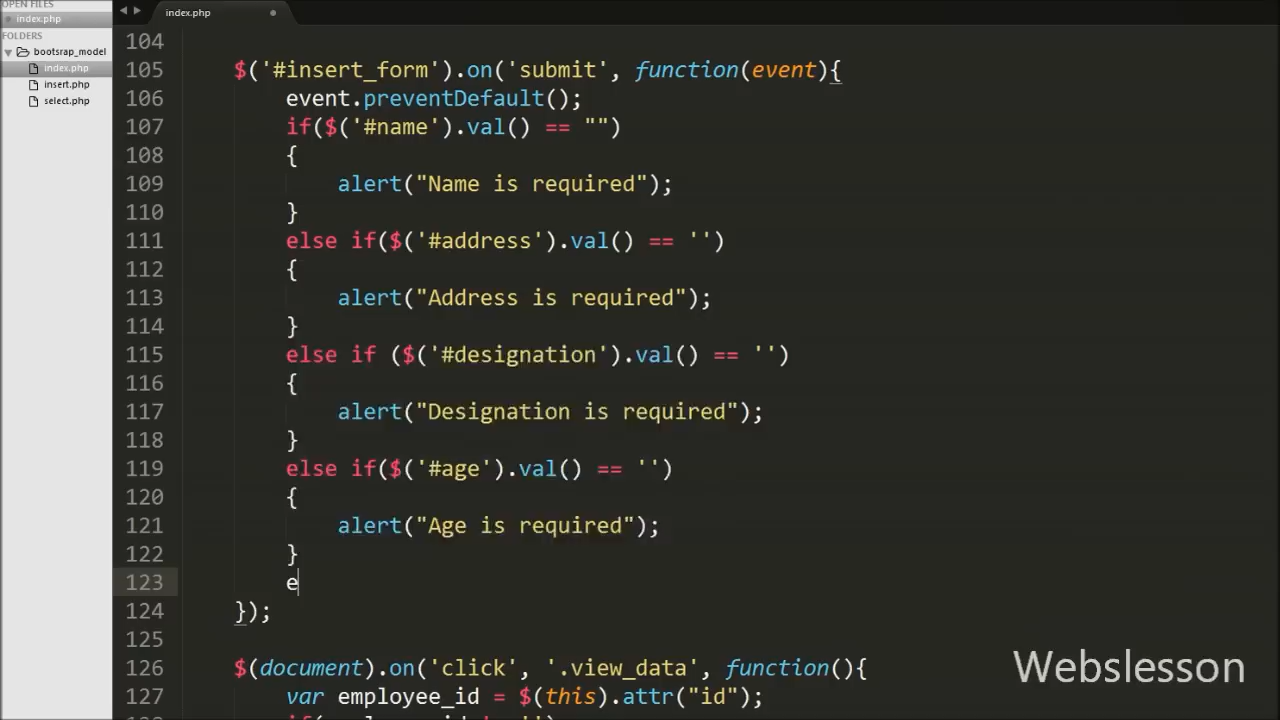 OPEN FILES
index.php
FOLDERS
bootsrap_model
index.php
insert.php
select.php
index.php
104
105 $('#insert_form').on('submit', function(event){
106 event.preventDefault();
107 if($('#name').val() == "")
108 {
109 alert("Name is required");
110 }
111 else if($('#address').val() == '')
112 {
113 alert("Address is required");
114 }
115 else if ($('#designation').val() == '')
116 {
117 alert("Designation is required");
118 }
119 else if($('#age').val() == '')
120 {
121 alert("Age is required");
122 }
123 e
124 });
125
126 $(document).on('click', '.view_data', function(){
127 var employee_id = $(this).attr("id");
Webslesson